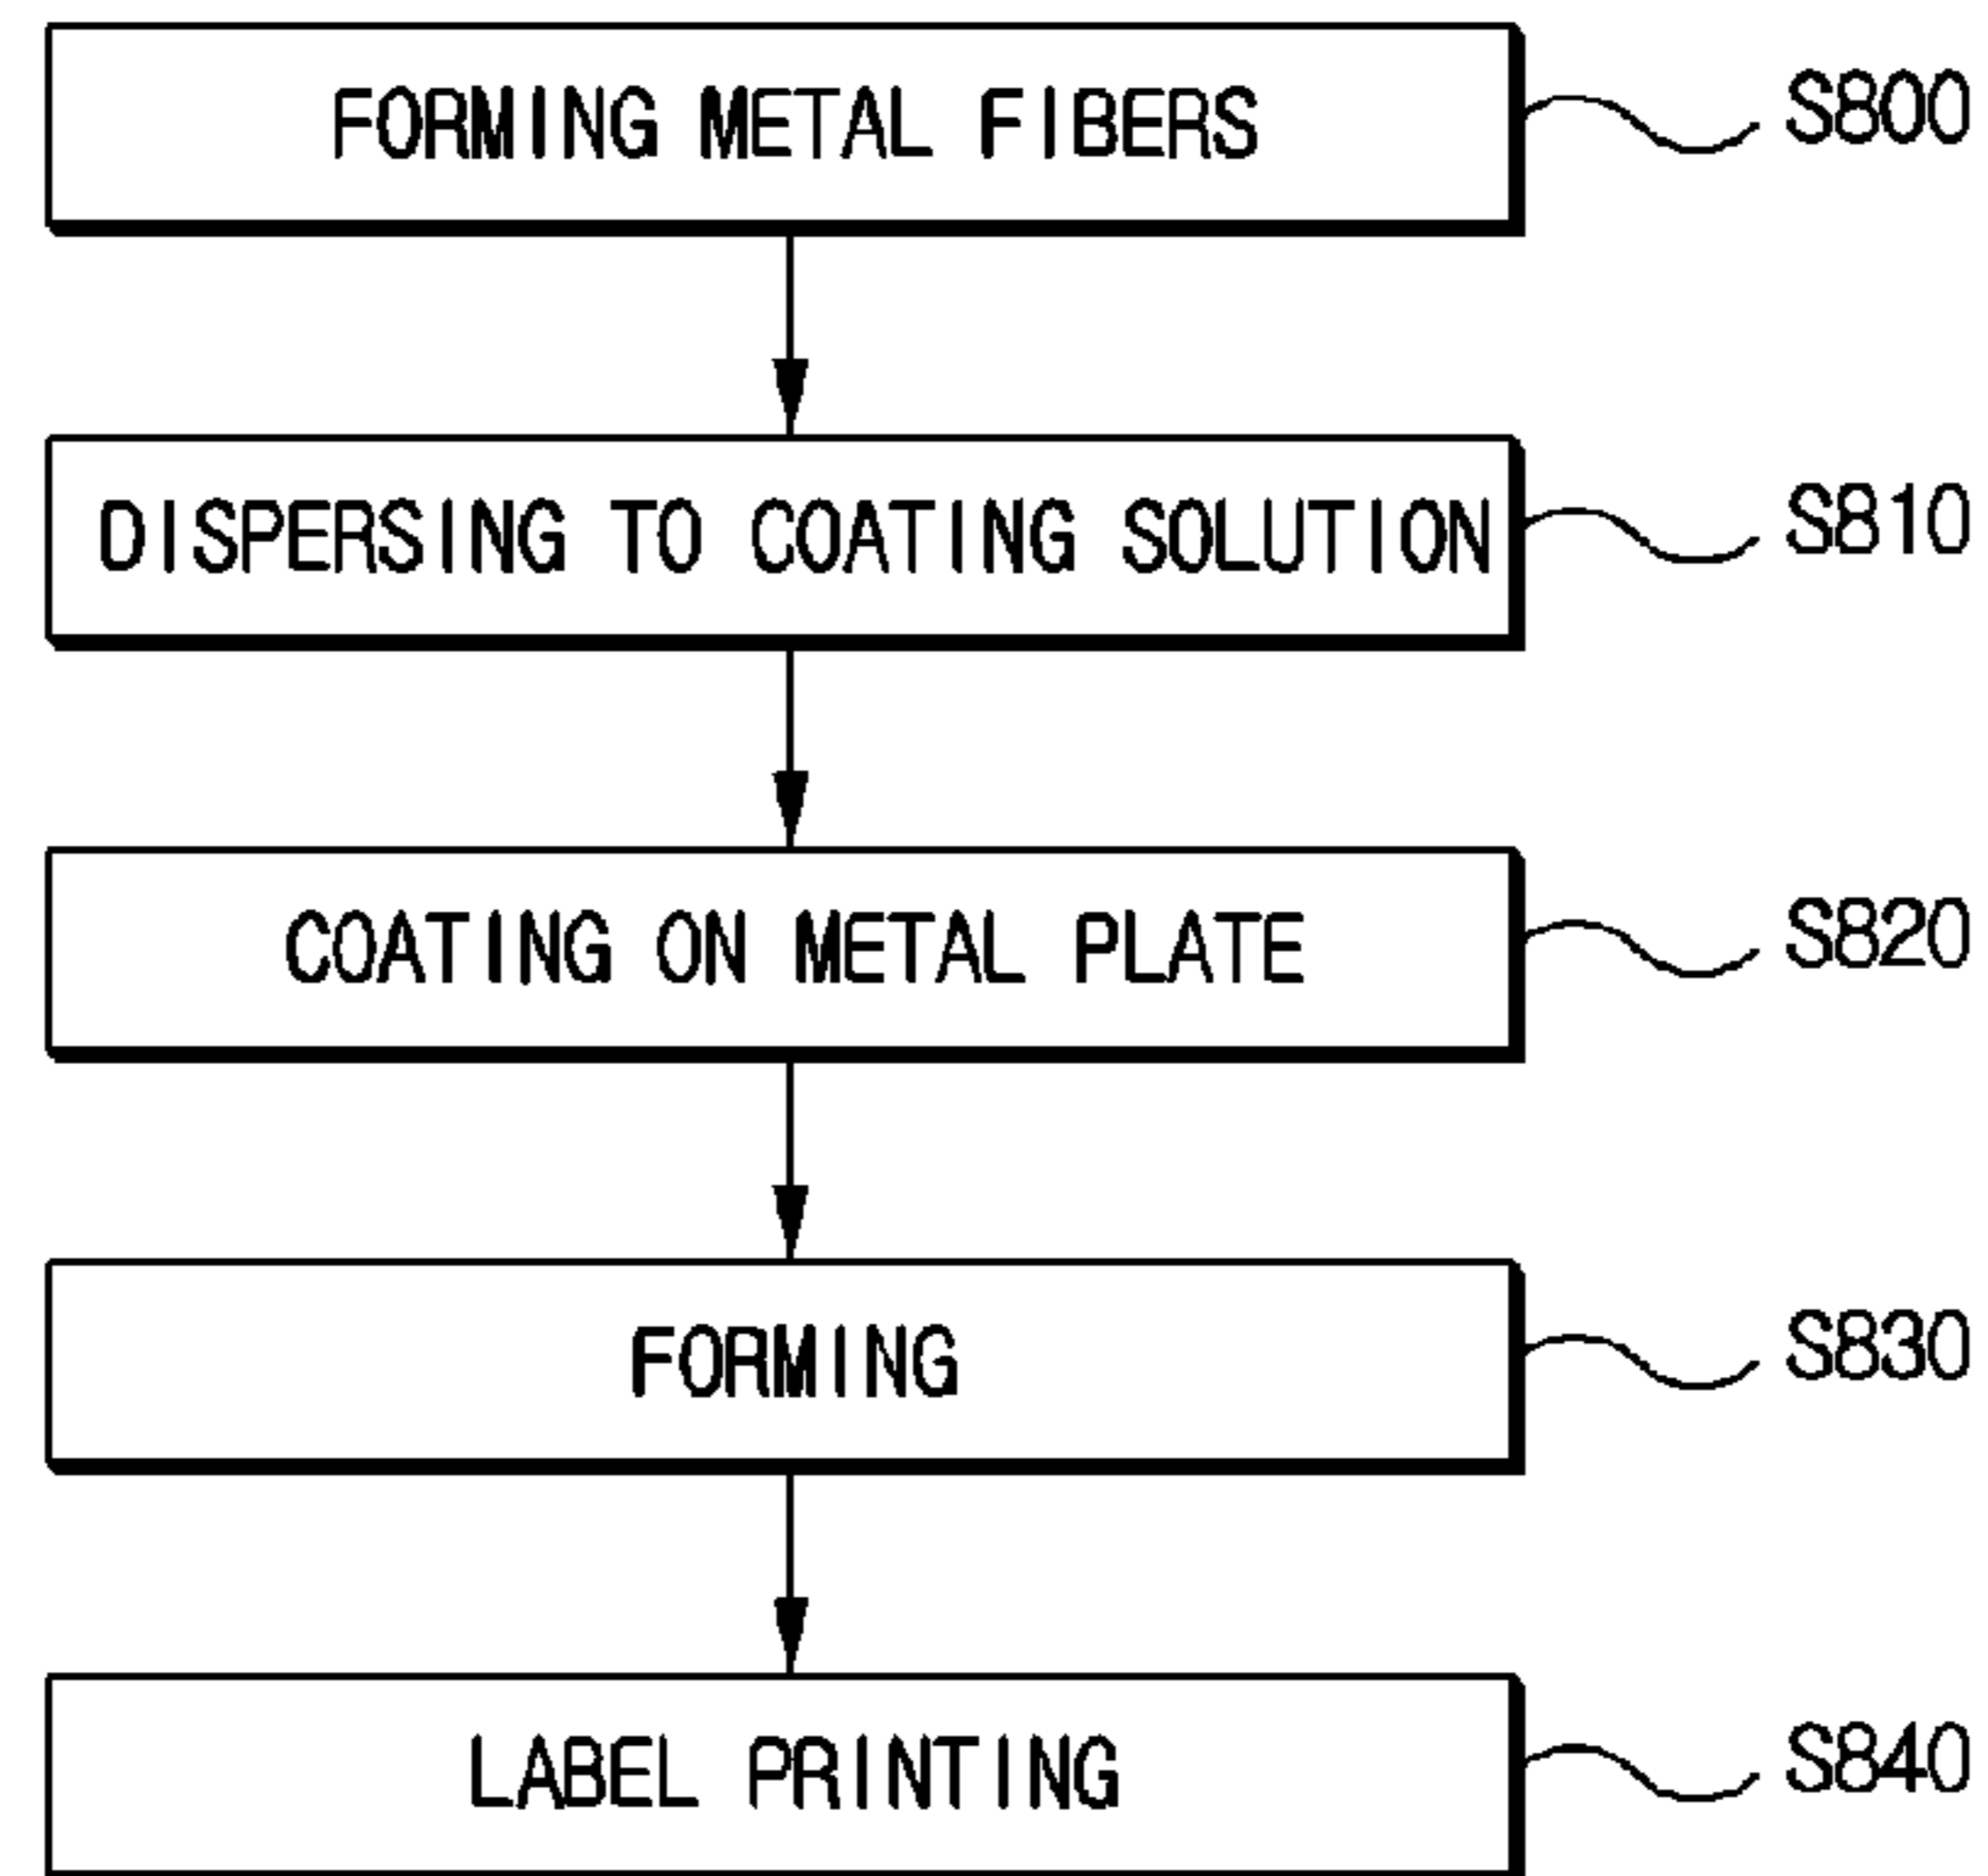 FORMING METAL FIBERS S800
DISPERSING TO COATING SOLUTION S810
COATING ON METAL PLATE S820
FORMING S830
LABEL PRINTING S840